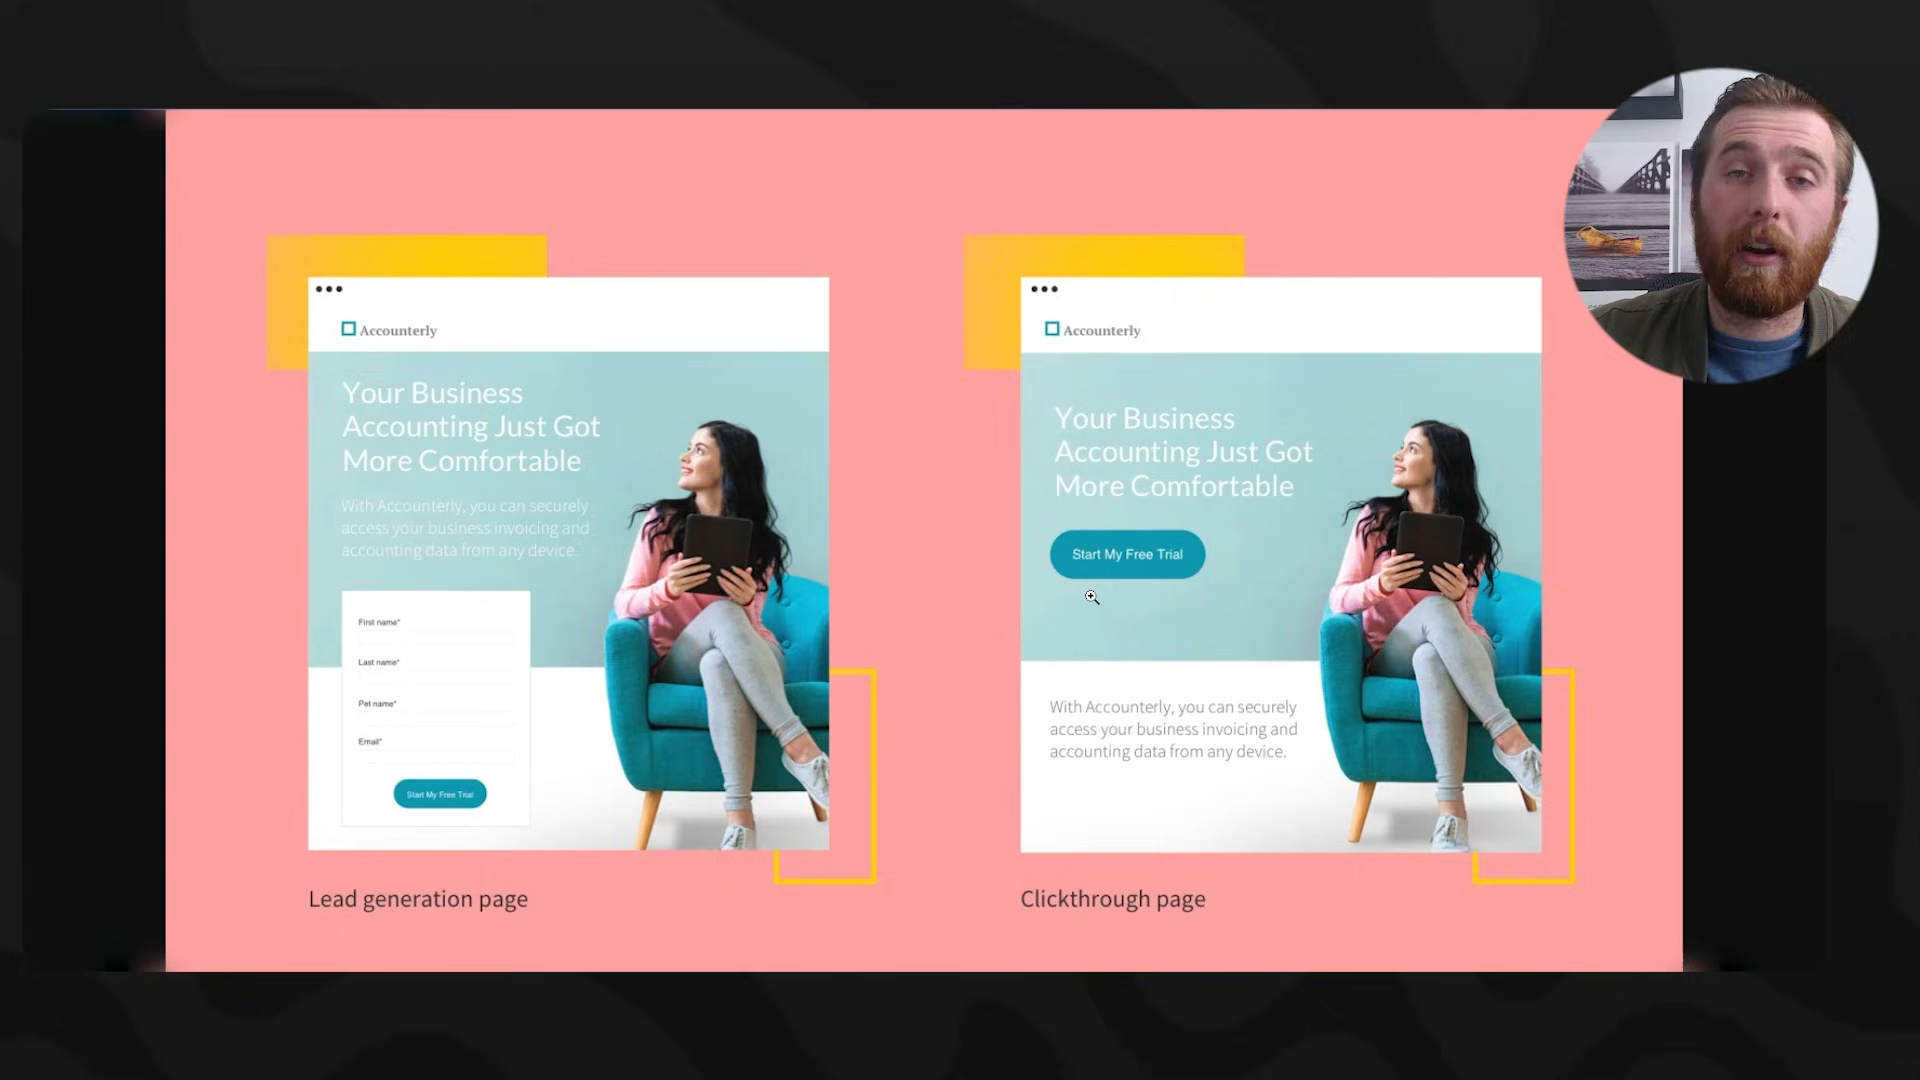 Accounterly
Your Business
Accounting Just Got
More Comfortable
With Accounterly, you can securely
access your business invoicing and
accounting data from any device.
First name*
Last name*
Pet name*
Email*
Start My Free Trial
Lead generation page
Accounterly
Your Business
Accounting Just Got
More Comfortable
Start My Free Trial
With Accounterly, you can securely
access your business invoicing and
accounting data from any device.
Clickthrough page